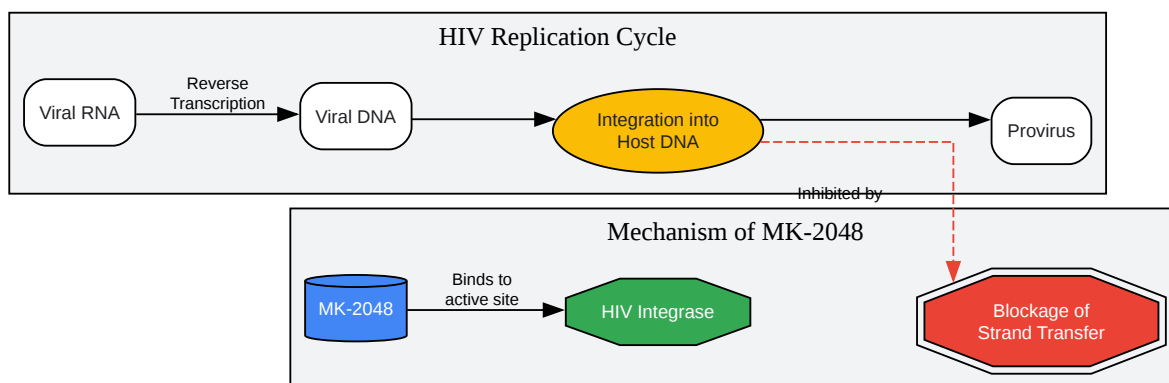 HIV Replication Cycle
Viral RNA
Reverse
Transcription
Viral DNA
Integration into
Host DNA
Provirus
Inhibited by
Mechanism of MK-2048
MK-2048
Binds to
active site
HIV Integrase
Blockage of
Strand Transfer